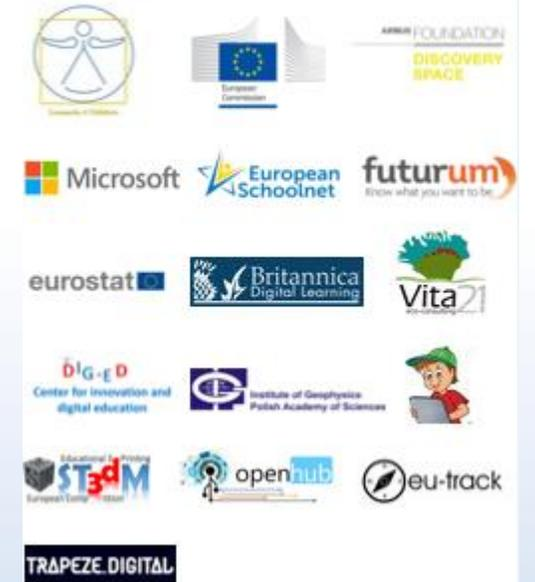 European
Commission
AIRBUS FOUNDATION
DISCOVERY
SPACE
Microsoft
European
Schoolnet
futurum
Know what you want to be
eurostat
Britannica
Digital Learning
Vita21
eco-consulting
DIG-ED
Center for innovation and
digital education
Institute of Geophysics
Polish Academy of Sciences
Educational 3D Printing
ST3dM
European
openhub
eu-track
TRAPEZE.DIGITAL